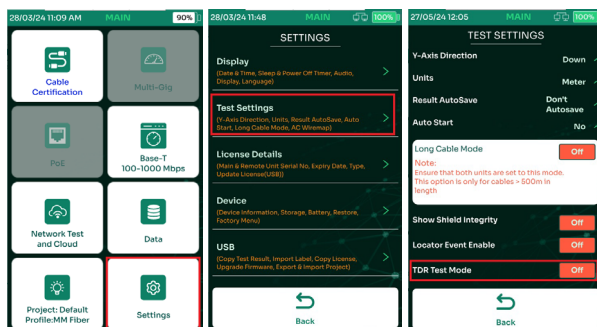 28/03/24 11:09 AM MAIN 90%
Cable
Certification
Multi-Gig
PoE
Base-T
100-1000 Mbps
Network Test
and Cloud
Data
Project: Default
Profile:MM Fiber
Settings
28/03/24 11:48 MAIN 100%
SETTINGS
Display
(Date & Time, Sleep & Power Off Timer, Audio,
Display, Language)
Test Settings
(Y-Axis Direction, Units, Result AutoSave, Auto
Start, Long Cable Mode, AC Wiremap)
License Details
(Main & Remote Unit Serial No, Expiry Date, Type,
Update License(USB))
Device
(Device Information, Storage, Battery, Restore,
Factory Menu)
USB
(Copy Test Result, Import Label, Copy License,
Upgrade Firmware, Export & Import Project)
Back
27/05/24 12:05 MAIN 100%
TEST SETTINGS
Y-Axis Direction Down
Units Meter
Result AutoSave Don't
Autosave
Auto Start No
Long Cable Mode Off
Note:
Ensure that both units are set to this mode.
This option is only for cables > 500m in
length
Show Shield Integrity Off
Locator Event Enable Off
TDR Test Mode Off
Back